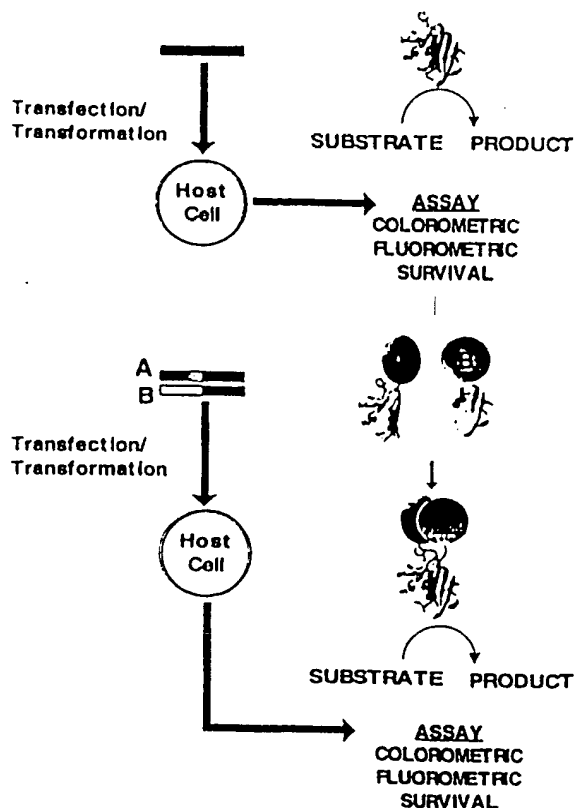 Transfection/
Transformation
SUBSTRATE PRODUCT
Host
Cell
ASSAY
COLOROMETRIC
FLUOROMETRIC
SURVIVAL
A
B
B
Transfection/
Transformation
Host
Cell
SUBSTRATE PRODUCT
ASSAY
COLOROMETRIC
FLUOROMETRIC
SURVIVAL